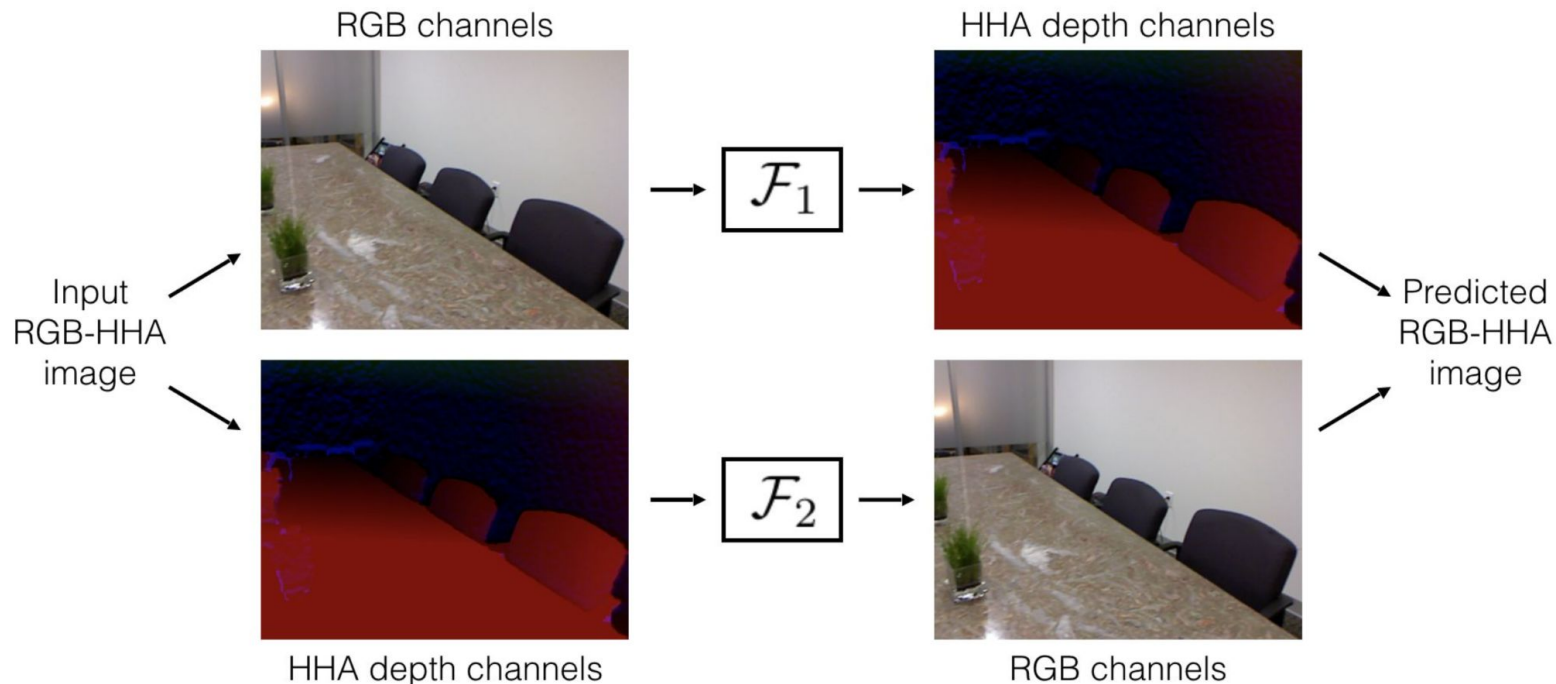 RGB channels
HHA depth channels
Input
RGB-HHA
image
F₁
Predicted
RGB-HHA
image
F₂
HHA depth channels
RGB channels